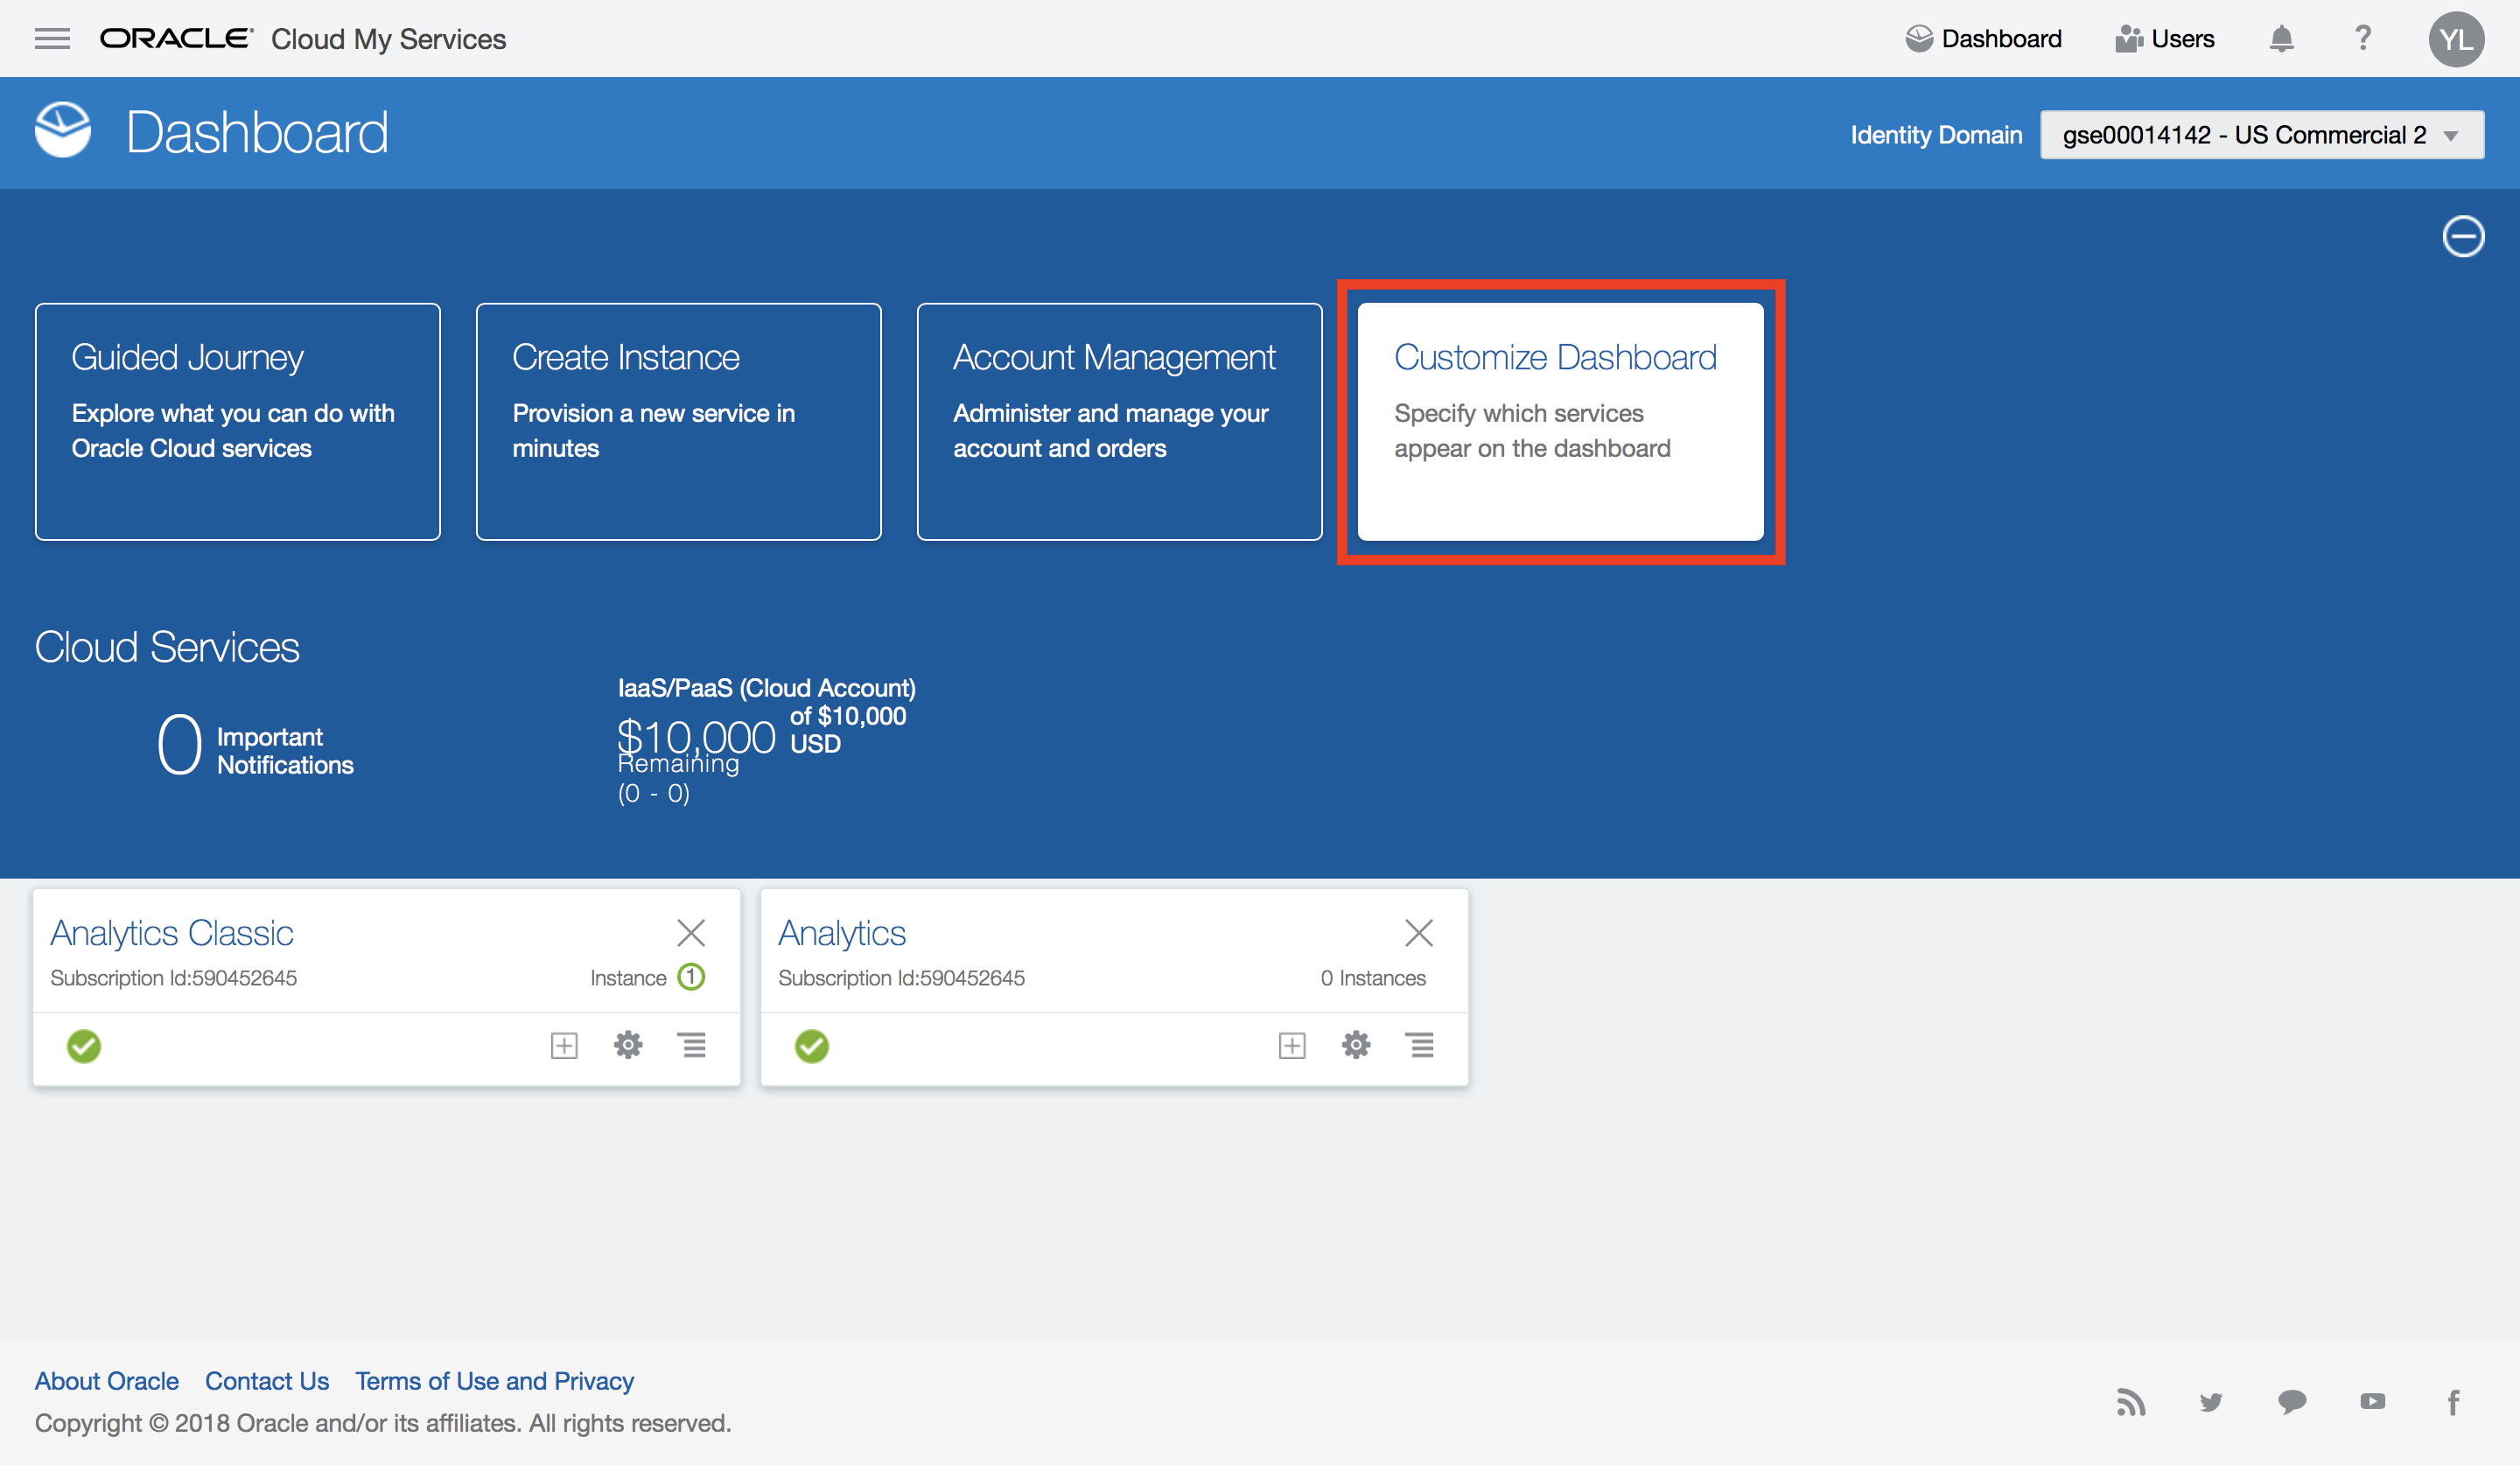 ORACLE Cloud My Services
Dashboard
Users
?
YL
Dashboard
Identity Domain
gse00014142 - US Commercial 2
Guided Journey
Explore what you can do with
Oracle Cloud services
Create Instance
Provision a new service in
minutes
Account Management
Administer and manage your
account and orders
Customize Dashboard
Specify which services
appear on the dashboard
Cloud Services
0 Important
Notifications
IaaS/PaaS (Cloud Account)
$10,000 of $10,000
USD
Remaining
(0 - 0)
Analytics Classic
Subscription Id:590452645
Instance 1
Analytics
Subscription Id:590452645
0 Instances
About Oracle
Contact Us
Terms of Use and Privacy
Copyright © 2018 Oracle and/or its affiliates. All rights reserved.